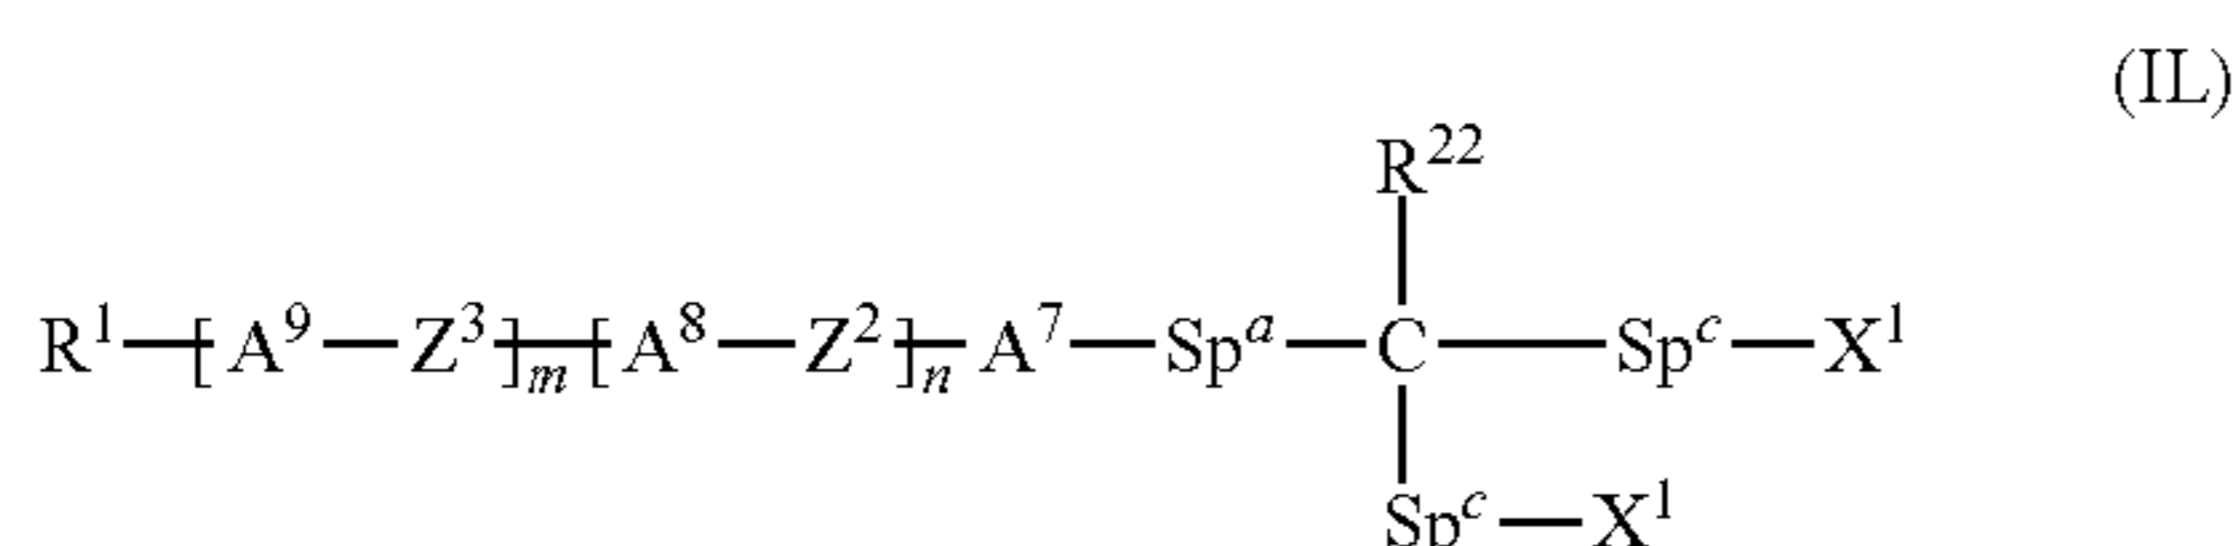 (IL)
R²²
R¹—[A⁹—Z³]ₘ—[A⁸—Z²]ₙ—A⁷—Spᵃ—C—Spᶜ—X¹
Spᶜ—X¹